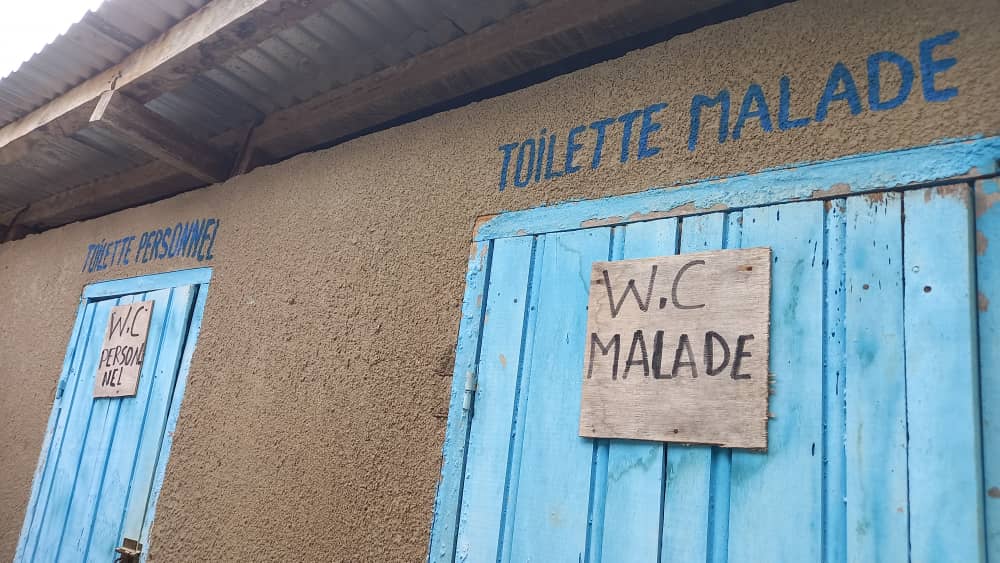 TOILETTE PERSONNEL
W.C
PERSON
NEL
TOILETTE MALADE
W.C
MALADE